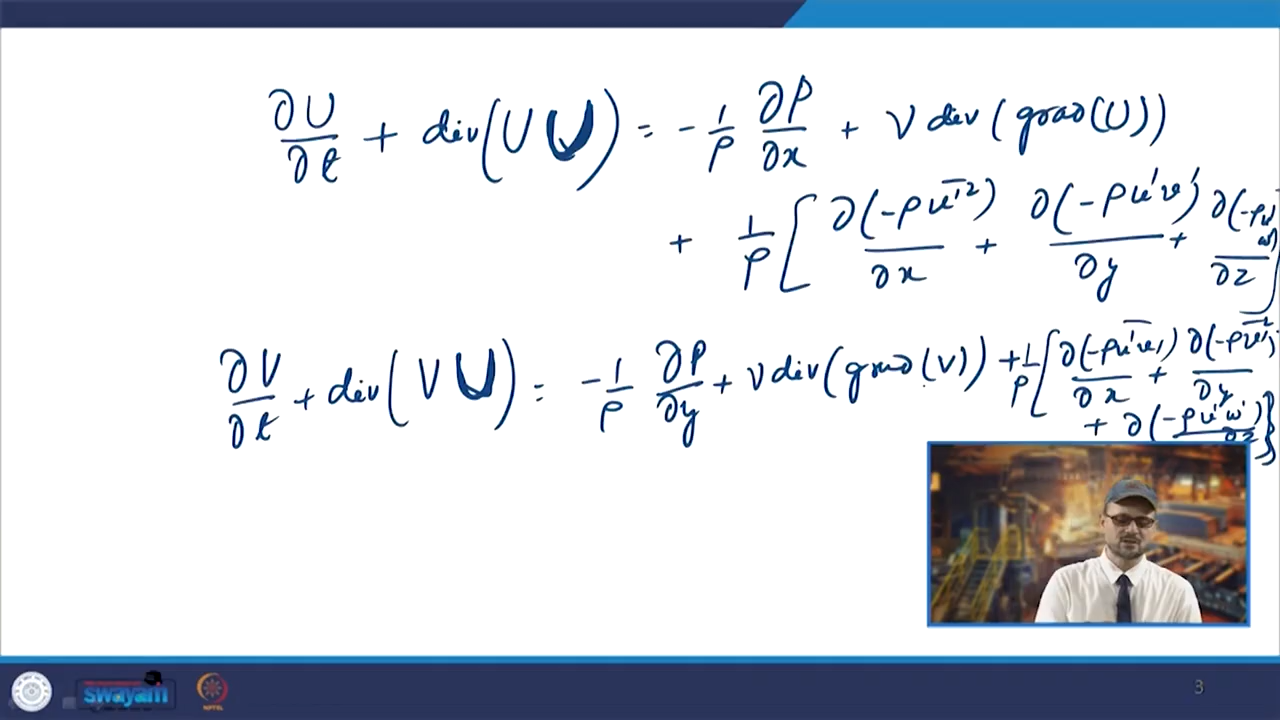 ∂U/∂t + div(U U) = -1/ρ ∂P/∂x + ν div(grad(U))
+ 1/ρ [ ∂(-ρu'²)/∂x + ∂(-ρu'v')/∂y + ∂(-ρu'w')/∂z ]
∂V/∂t + div(V U) = -1/ρ ∂P/∂y + ν div(grad(V)) + 1/ρ [ ∂(-ρu'v')/∂x + ∂(-ρv'²)/∂y
+ ∂(-ρv'w')/∂z ]
swayam
NPTEL
3